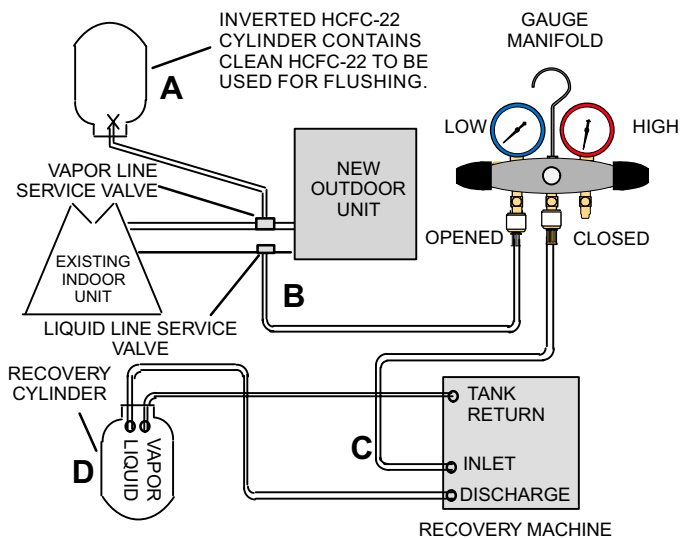 INVERTED HCFC-22
CYLINDER CONTAINS
CLEAN HCFC-22 TO BE
USED FOR FLUSHING.
A
GAUGE
MANIFOLD
LOW
HIGH
VAPOR LINE
SERVICE VALVE
NEW
OUTDOOR
UNIT
OPENED
CLOSED
EXISTING
INDOOR
UNIT
B
LIQUID LINE SERVICE
VALVE
RECOVERY
CYLINDER
TANK
RETURN
C
D
LIQUID
VAPOR
INLET
DISCHARGE
RECOVERY MACHINE